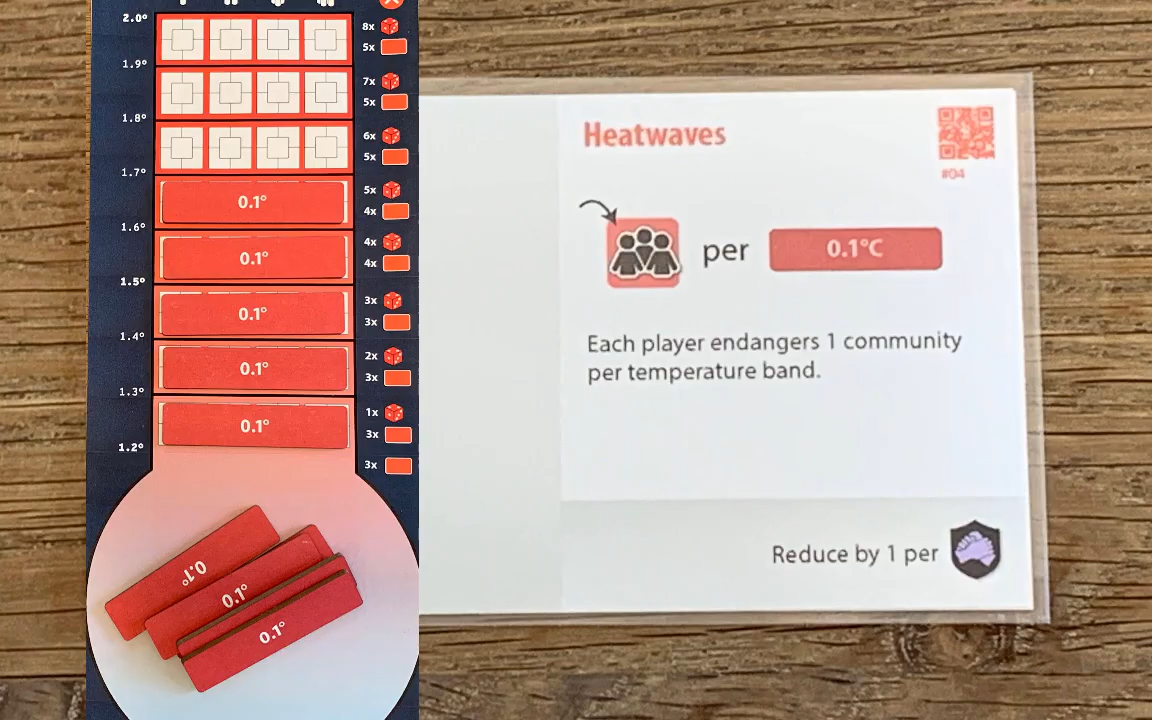 2.0°
8x
5x
1.9°
7x
5x
1.8°
6x
5x
1.7°
0.1°
5x
4x
1.6°
0.1°
4x
4x
1.5°
0.1°
3x
3x
1.4°
0.1°
2x
3x
1.3°
0.1°
1x
3x
1.2°
3x
0.1°
0.1°
0.1°
Heatwaves
#04
per
0.1°C
Each player endangers 1 community
per temperature band.
Reduce by 1 per